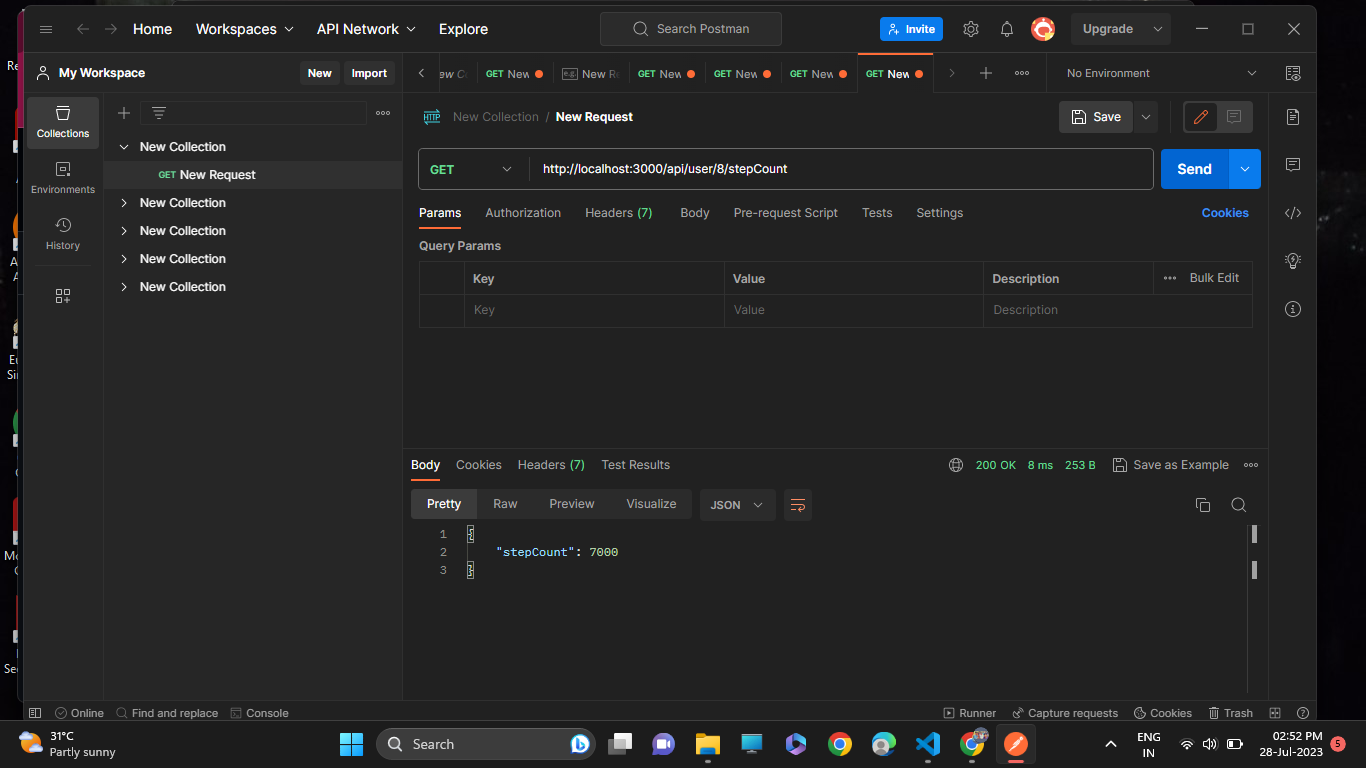 Home
Workspaces
API Network
Explore
Search Postman
Invite
Upgrade
My Workspace
New
Import
GET New
New R
GET New
GET New
GET New
GET New
No Environment
Collections
Environments
History
New Collection
GET New Request
New Collection
New Collection
New Collection
New Collection
HTTP
New Collection / New Request
Save
GET
http://localhost:3000/api/user/8/stepCount
Send
Params
Authorization
Headers (7)
Body
Pre-request Script
Tests
Settings
Cookies
Query Params
Key
Value
Description
Bulk Edit
Key
Value
Description
Body
Cookies
Headers (7)
Test Results
200 OK
8 ms
253 B
Save as Example
Pretty
Raw
Preview
Visualize
JSON
1 {
2 "stepCount": 7000
3 }
Online
Find and replace
Console
Runner
Capture requests
Cookies
Trash
31°C
Partly sunny
Search
ENG
IN
02:52 PM
28-Jul-2023
5